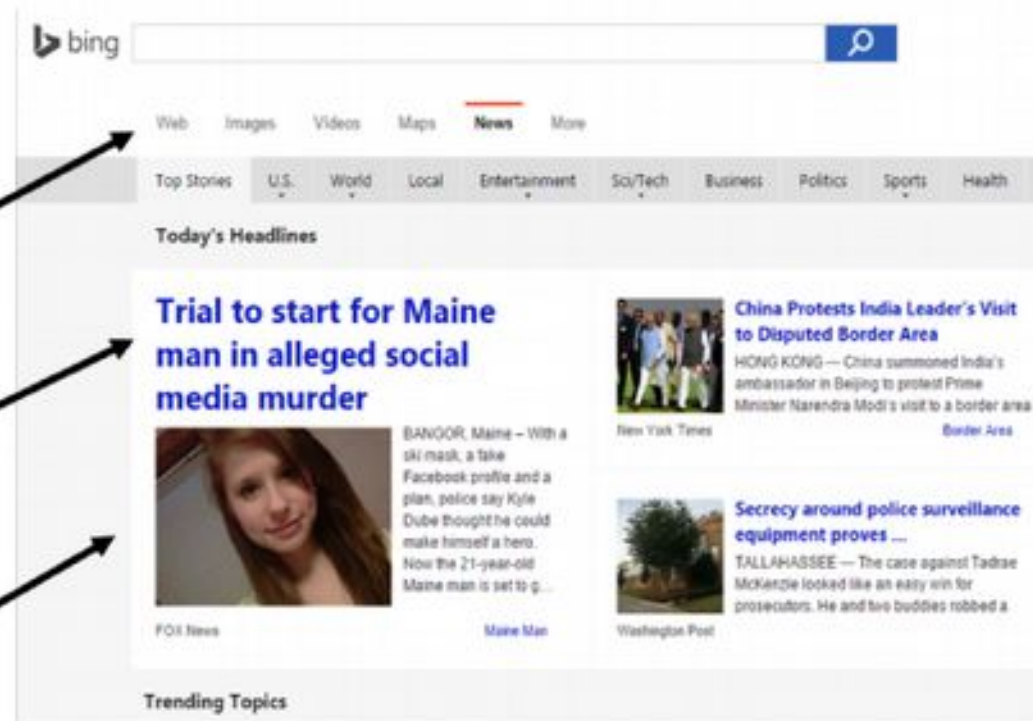 bing
Web Images Videos Maps News More
Top Stories U.S. World Local Entertainment Sci/Tech Business Politics Sports Health
Today's Headlines
Trial to start for Maine
man in alleged social
media murder
BANGOR, Maine – With a
ski mask, a fake
Facebook profile and a
plan, police say Kyle
Dube thought he could
make himself a hero.
Now the 21-year-old
Maine man is set to g...
FOX News Maine Man
China Protests India Leader's Visit
to Disputed Border Area
HONG KONG — China summoned India's
ambassador in Beijing to protest Prime
Minister Narendra Modi's visit to a border area
New York Times Border Area
Secrecy around police surveillance
equipment proves ...
TALLAHASSEE — The case against Tadrae
McKenzie looked like an easy win for
prosecutors. He and two buddies robbed a
Washington Post
Trending Topics